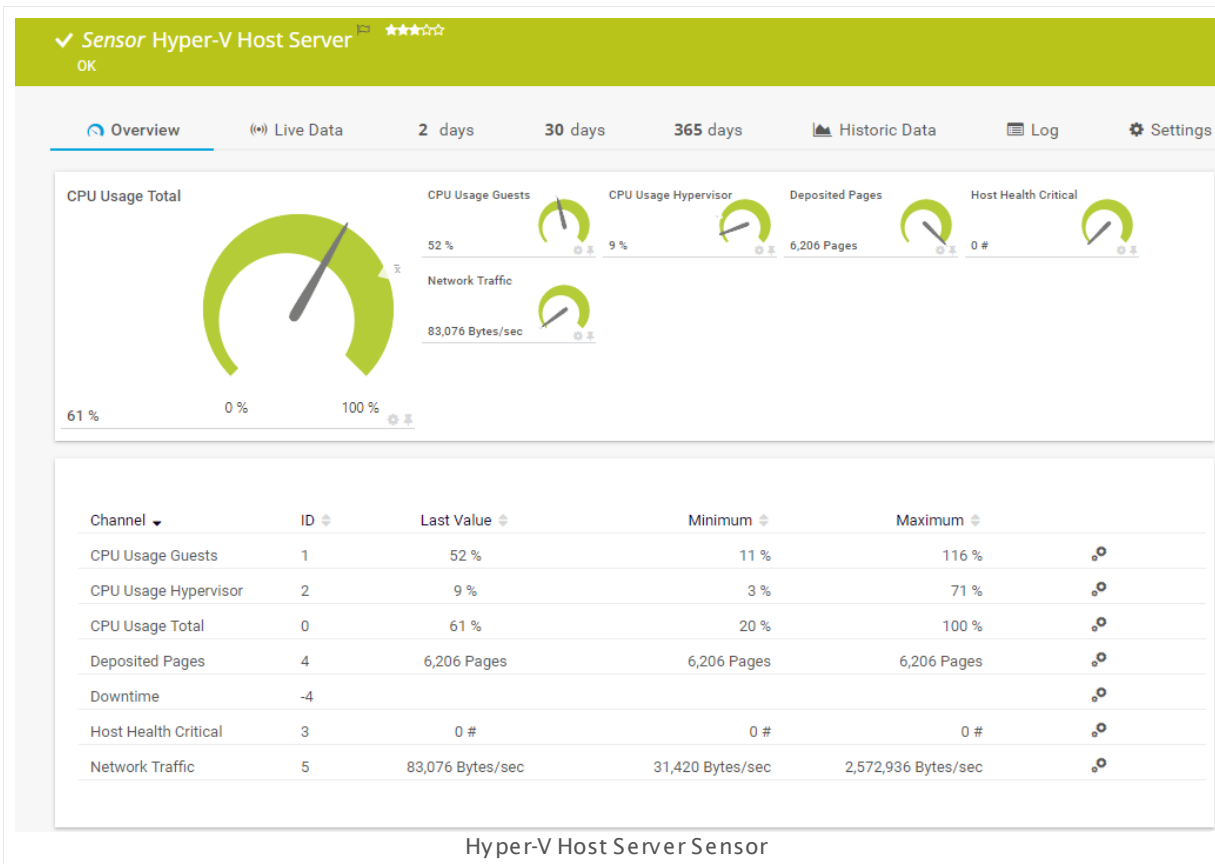 Sensor Hyper-V Host Server
OK
Overview
Live Data
2 days
30 days
365 days
Historic Data
Log
Settings
CPU Usage Total
61 %
0 %
100 %
x̄
CPU Usage Guests
52 %
CPU Usage Hypervisor
9 %
Deposited Pages
6,206 Pages
Host Health Critical
0 #
Network Traffic
83,076 Bytes/sec
Channel ID Last Value Minimum Maximum
CPU Usage Guests 1 52 % 11 % 116 %
CPU Usage Hypervisor 2 9 % 3 % 71 %
CPU Usage Total 0 61 % 20 % 100 %
Deposited Pages 4 6,206 Pages 6,206 Pages 6,206 Pages
Downtime -4
Host Health Critical 3 0 # 0 # 0 #
Network Traffic 5 83,076 Bytes/sec 31,420 Bytes/sec 2,572,936 Bytes/sec
Hyper-V Host Server Sensor